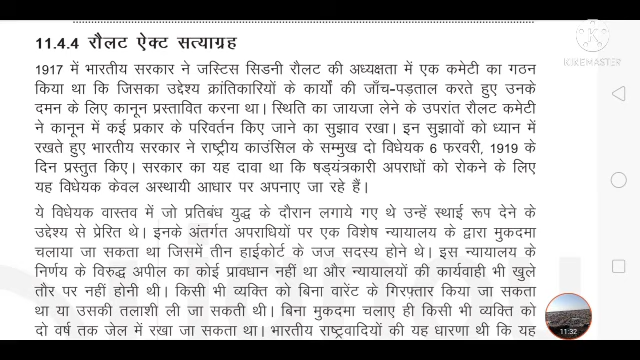 11.4.4 रौलट ऐक्ट सत्याग्रह
1917 में भारतीय सरकार ने जस्टिस सिडनी रौलट की अध्यक्षता में एक कमेटी का गठन
किया था कि जिसका उद्देश्य क्रांतिकारियों के कार्यो की जाँच-पड़ताल करते हुए उनके
दमन के लिए कानून प्रस्तावित करना था। स्थिति का जायजा लेने के उपरांत रौलट कमेटी
ने कानून में कई प्रकार के परिवर्तन किए जाने का सुझाव रखा। इन सुझावों को ध्यान में
रखते हुए भारतीय सरकार ने राष्ट्रीय काउंसिल के सम्मुख दो विधेयक 6 फरवरी, 1919 के
दिन प्रस्तुत किए। सरकार का यह दावा था कि षड्यंत्रकारी अपराधों को रोकने के लिए
यह विधेयक केवल अस्थायी आधार पर अपनाए जा रहे हैं।
ये विधेयक वास्तव में जो प्रतिबंध युद्ध के दौरान लगाये गए थे उन्हें स्थाई रूप देने के
उद्देश्य से प्रेरित थे। इनके अंतर्गत अपराधियों पर एक विशेष न्यायालय के द्वारा मुकदमा
चलाया जा सकता था जिसमें तीन हाईकोर्ट के जज सदस्य होने थे। इस न्यायालय के
निर्णय के विरुद्ध अपील का कोई प्रावधान नहीं था और न्यायालयों की कार्यवाही भी खुले
तौर पर नहीं होनी थी। किसी भी व्यक्ति को बिना वारेंट के गिरफ़्तार किया जा सकता
था या उसकी तलाशी ली जा सकती थी। बिना मुकदमा चलाए ही किसी भी व्यक्ति को
दो वर्ष तक जेल में रखा जा सकता था। भारतीय राष्ट्रवादियों की यह धारणा थी कि यह
KINEMASTER
11:32